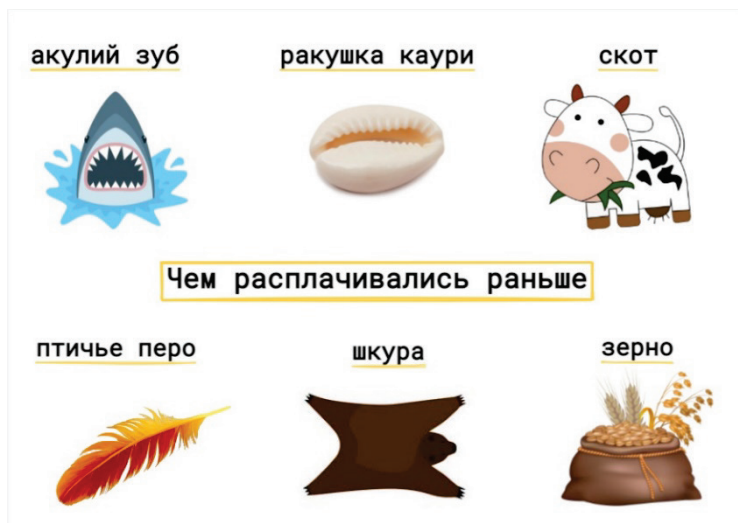 акулий зуб
ракушка каури
скот
Чем расплачивались раньше
птичье перо
шкура
зерно